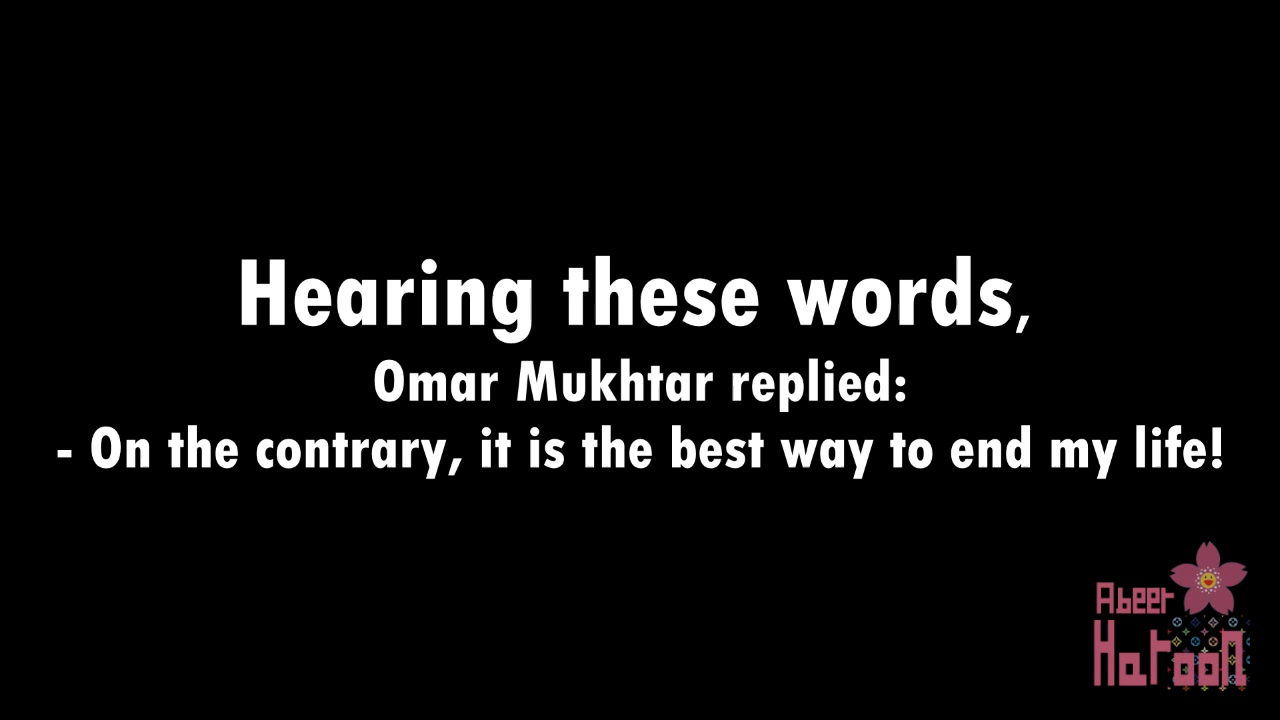 Hearing these words,
Omar Mukhtar replied:
- On the contrary, it is the best way to end my life!
Abeer
Haroon